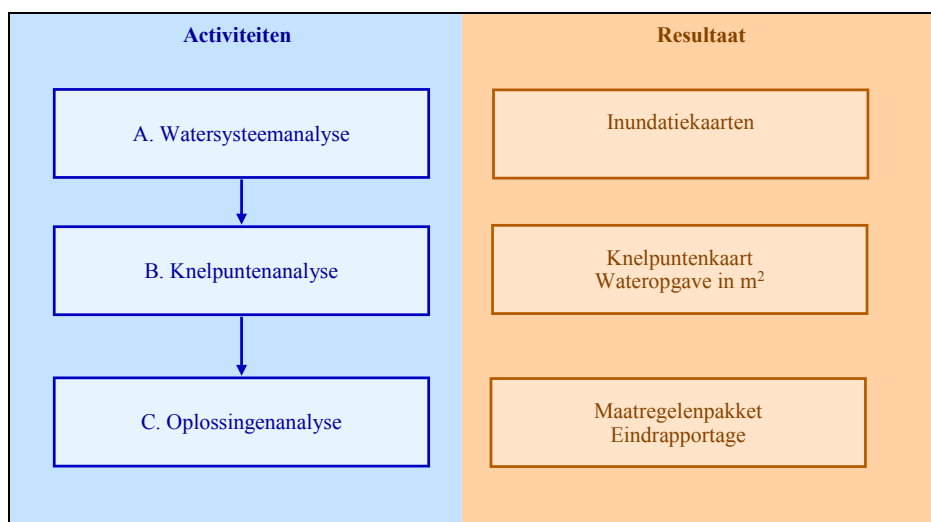 Activiteiten
Resultaat
A. Watersysteemanalyse
Inundatiekaarten
B. Knelpuntenanalyse
Knelpuntenkaart
Wateropgave in m²
C. Oplossingenanalyse
Maatregelenpakket
Eindrapportage